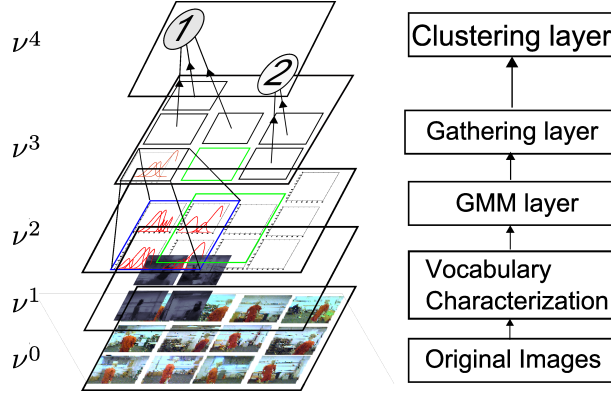 ν⁴
1
Clustering layer
2
ν³
Gathering layer
GMM layer
ν²
Vocabulary
Characterization
ν¹
ν⁰
Original Images